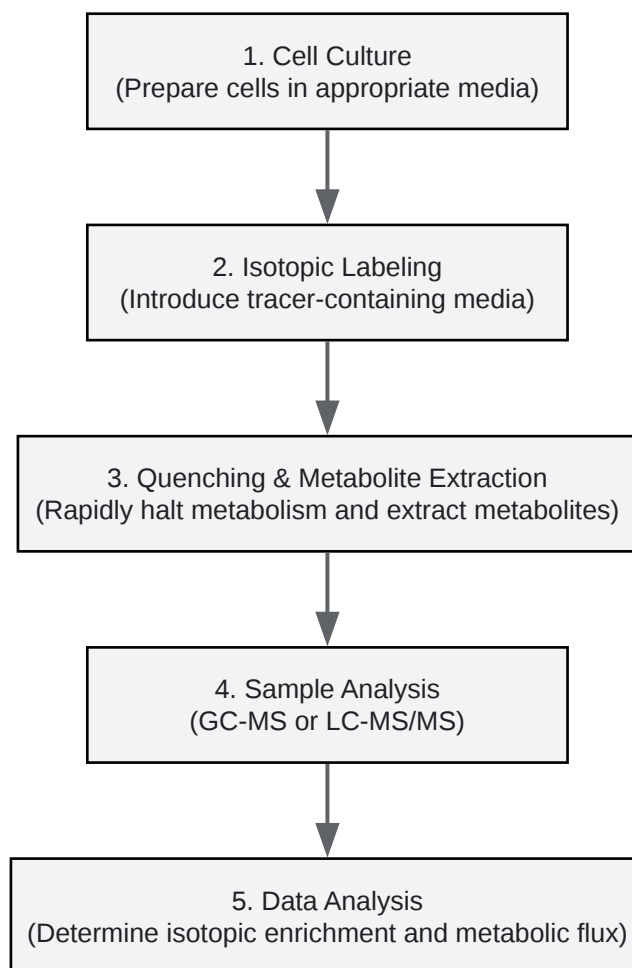 1. Cell Culture
(Prepare cells in appropriate media)
2. Isotopic Labeling
(Introduce tracer-containing media)
3. Quenching & Metabolite Extraction
(Rapidly halt metabolism and extract metabolites)
4. Sample Analysis
(GC-MS or LC-MS/MS)
5. Data Analysis
(Determine isotopic enrichment and metabolic flux)